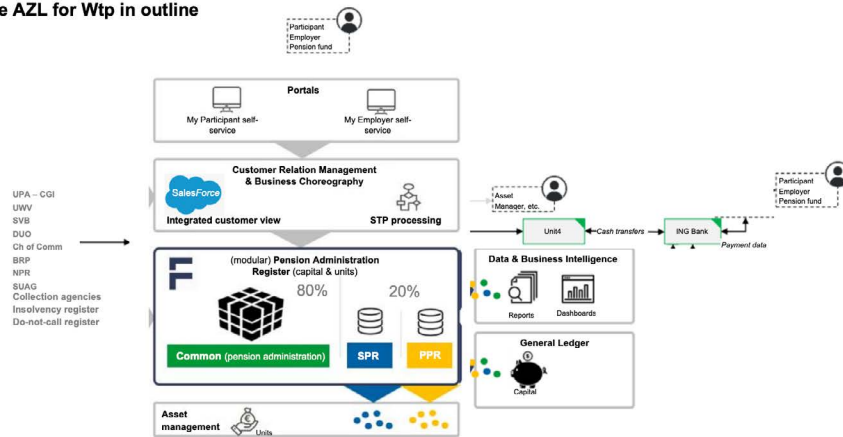 e AZL for Wtp in outline
Participant
Employer
Pension fund
Portals
My Participant self-
service
My Employer self-
service
Customer Relation Management
& Business Choreography
SalesForce
Integrated customer view
STP processing
UPA – CGI
UWV
SVB
DUO
Ch of Comm
BRP
NPR
SUAG
Collection agencies
Insolvency register
Do-not-call register
Asset
Manager, etc.
Unit4
Cash transfers
ING Bank
Payment data
Participant
Employer
Pension fund
(modular) Pension Administration
Register (capital & units)
80%
20%
Common (pension administration)
SPR
PPR
Data & Business Intelligence
Reports
Dashboards
General Ledger
Capital
Asset
management
Units